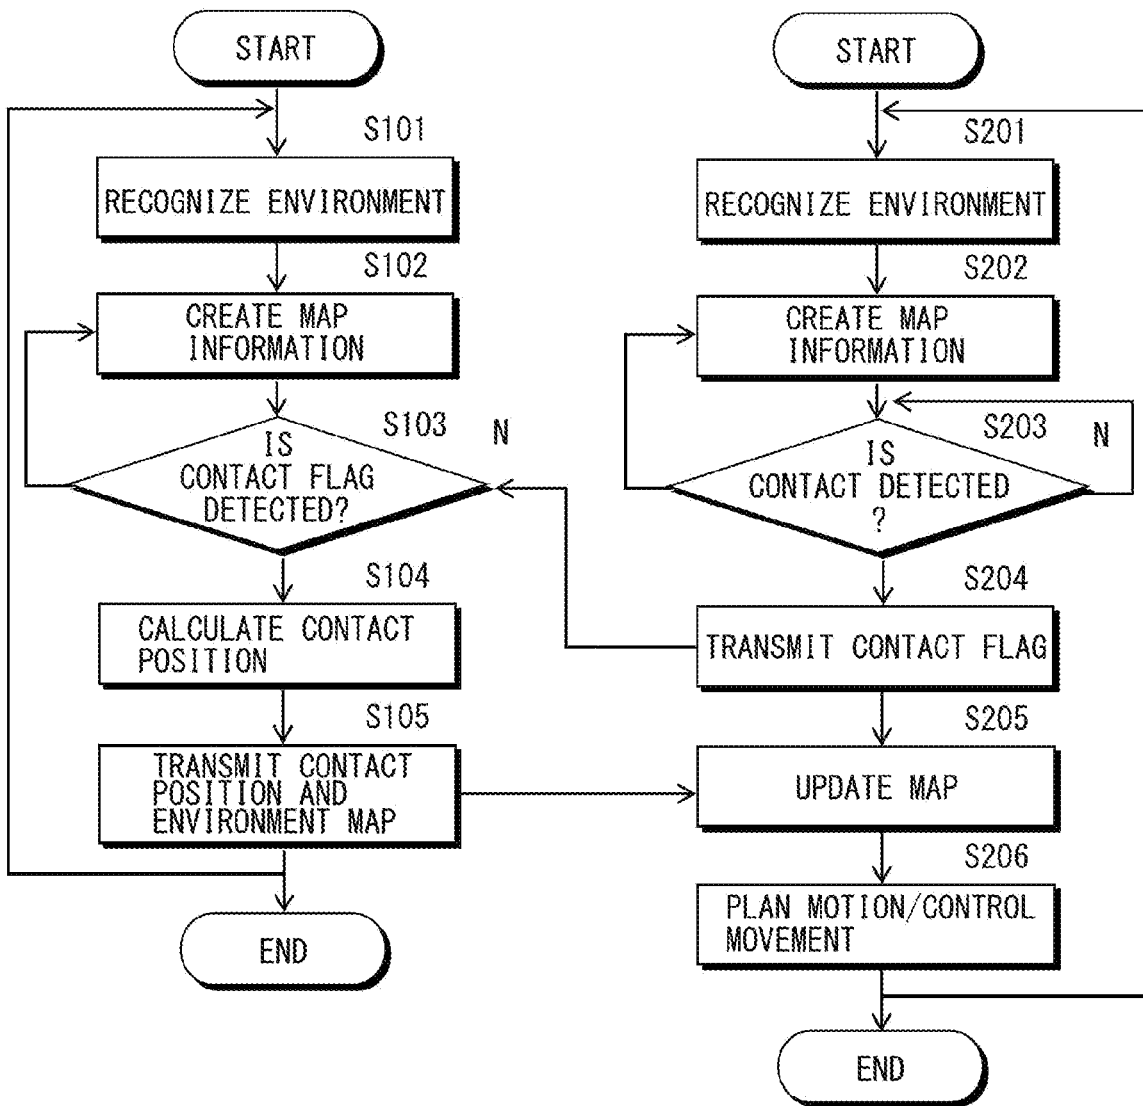 START
S101
RECOGNIZE ENVIRONMENT
S102
CREATE MAP
INFORMATION
S103
N
IS
CONTACT FLAG
DETECTED?
S104
CALCULATE CONTACT
POSITION
S105
TRANSMIT CONTACT
POSITION AND
ENVIRONMENT MAP
END
START
S201
RECOGNIZE ENVIRONMENT
S202
CREATE MAP
INFORMATION
S203
N
IS
CONTACT DETECTED
?
S204
TRANSMIT CONTACT FLAG
S205
UPDATE MAP
S206
PLAN MOTION/CONTROL
MOVEMENT
END